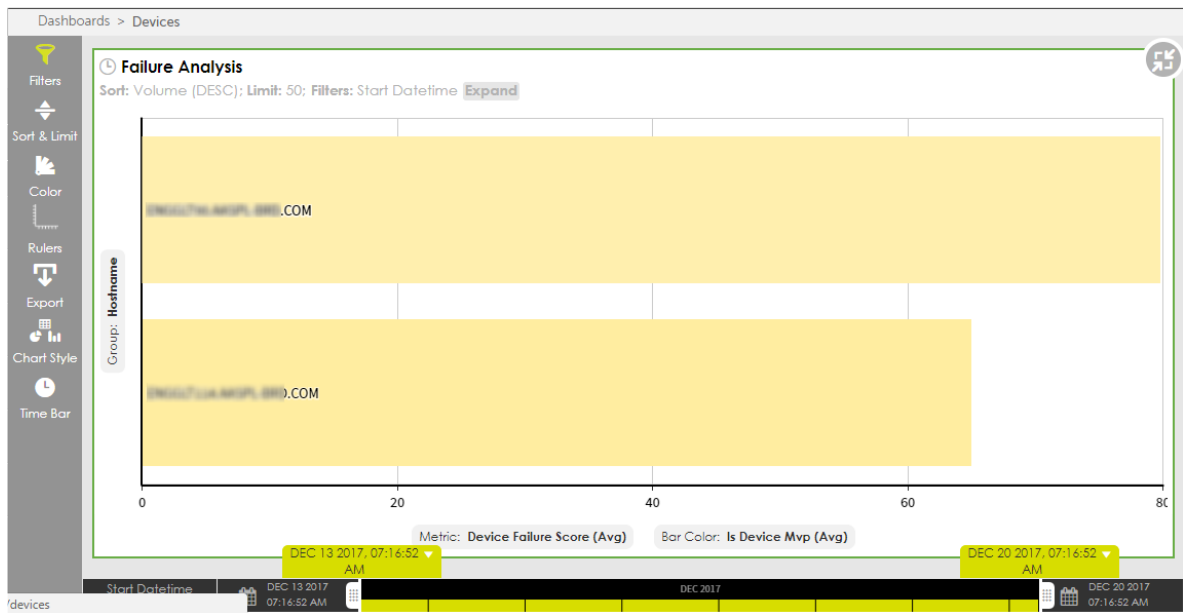 Dashboards > Devices
Filters
Sort & Limit
Color
Rulers
Export
Chart Style
Time Bar
Failure Analysis
Sort: Volume (DESC); Limit: 50; Filters: Start Datetime Expand
Group: Hostname
.COM
.COM
0 20 40 60 80
Metric: Device Failure Score (Avg) Bar Color: Is Device Mvp (Avg)
DEC 13 2017, 07:16:52
AM
DEC 20 2017, 07:16:52
AM
Start Datetime
DEC 13 2017
07:16:52 AM
DEC 2017
DEC 20 2017
07:16:52 AM
/devices